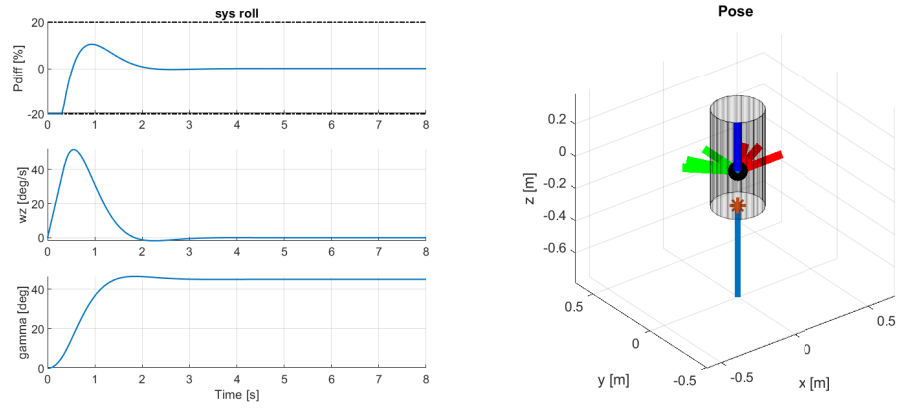 sys roll
Pdiff [%]
20
0
-20
0 1 2 3 4 5 6 7 8
wz [deg/s]
40
20
0
0 1 2 3 4 5 6 7 8
gamma [deg]
40
20
0
0 1 2 3 4 5 6 7 8
Time [s]
Pose
z [m]
0.2
0
-0.2
-0.4
-0.6
0.5
0
-0.5
y [m]
-0.5
0
0.5
x [m]